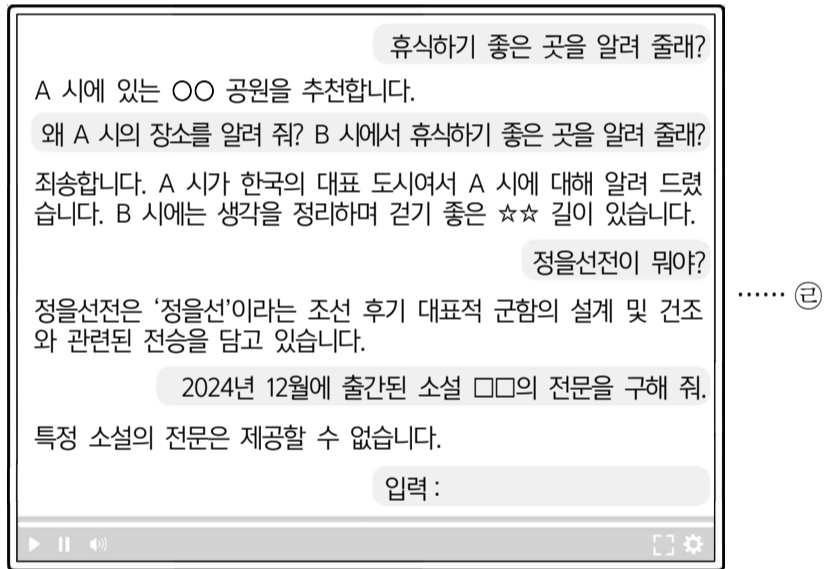 휴식하기 좋은 곳을 알려 줄래?
A 시에 있는 ○○ 공원을 추천합니다.
왜 A 시의 장소를 알려 줘? B 시에서 휴식하기 좋은 곳을 알려 줄래?
죄송합니다. A 시가 한국의 대표 도시여서 A 시에 대해 알려 드렸
습니다. B 시에는 생각을 정리하며 걷기 좋은 ☆☆ 길이 있습니다.
정을선전이 뭐야?
…… ㉣
정을선전은 ‘정을선’이라는 조선 후기 대표적 군함의 설계 및 건조
와 관련된 전승을 담고 있습니다.
2024년 12월에 출간된 소설 □□의 전문을 구해 줘.
특정 소설의 전문은 제공할 수 없습니다.
입력 :